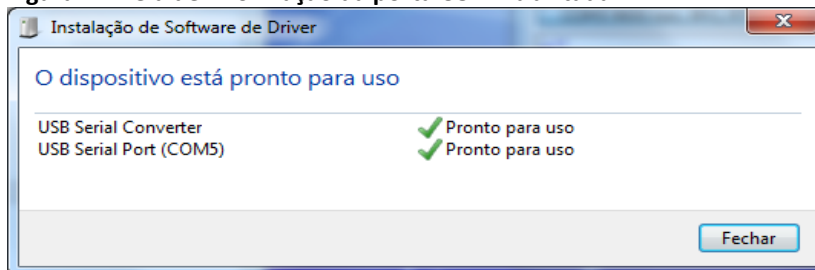 Instalação de Software de Driver
O dispositivo está pronto para uso
USB Serial Converter Pronto para uso
USB Serial Port (COM5) Pronto para uso
Fechar